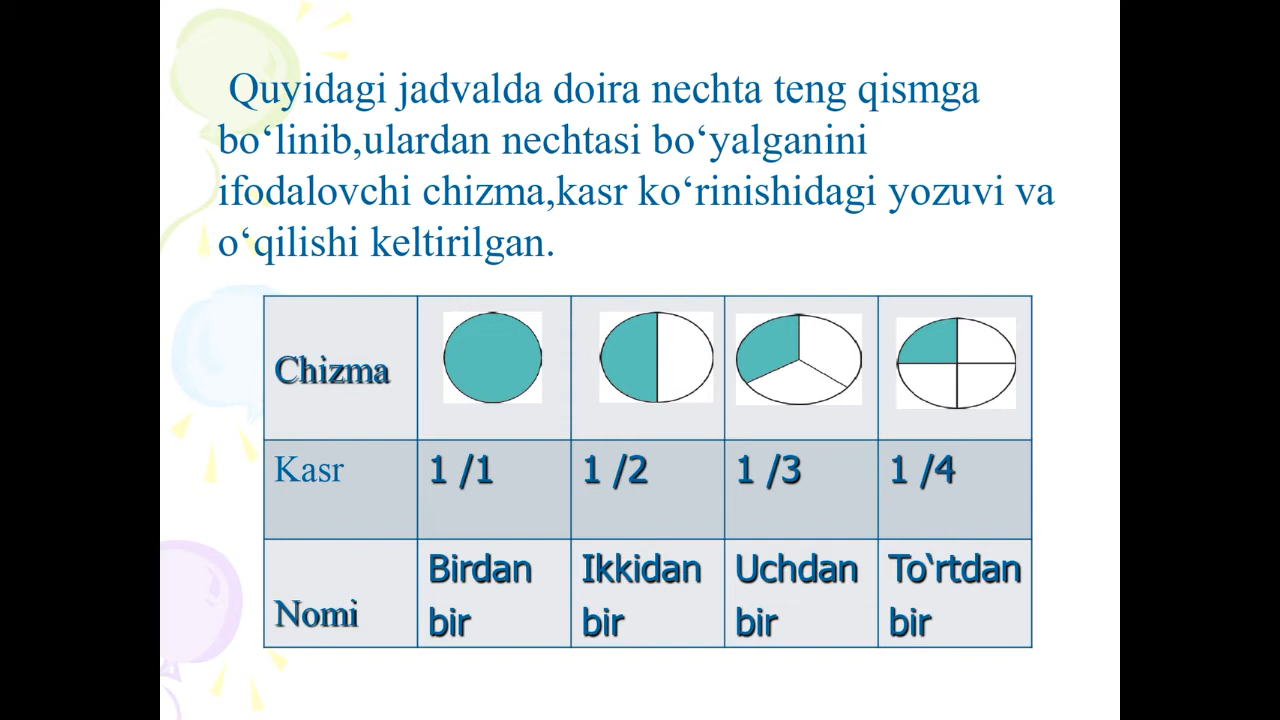 Quyidagi jadvalda doira nechta teng qismga
bo‘linib,ulardan nechtasi bo‘yalganini
ifodalovchi chizma,kasr ko‘rinishidagi yozuvi va
o‘qilishi keltirilgan.
Chizma
Kasr 1 /1 1 /2 1 /3 1 /4
Nomi Birdan bir Ikkidan bir Uchdan bir To‘rtdan bir